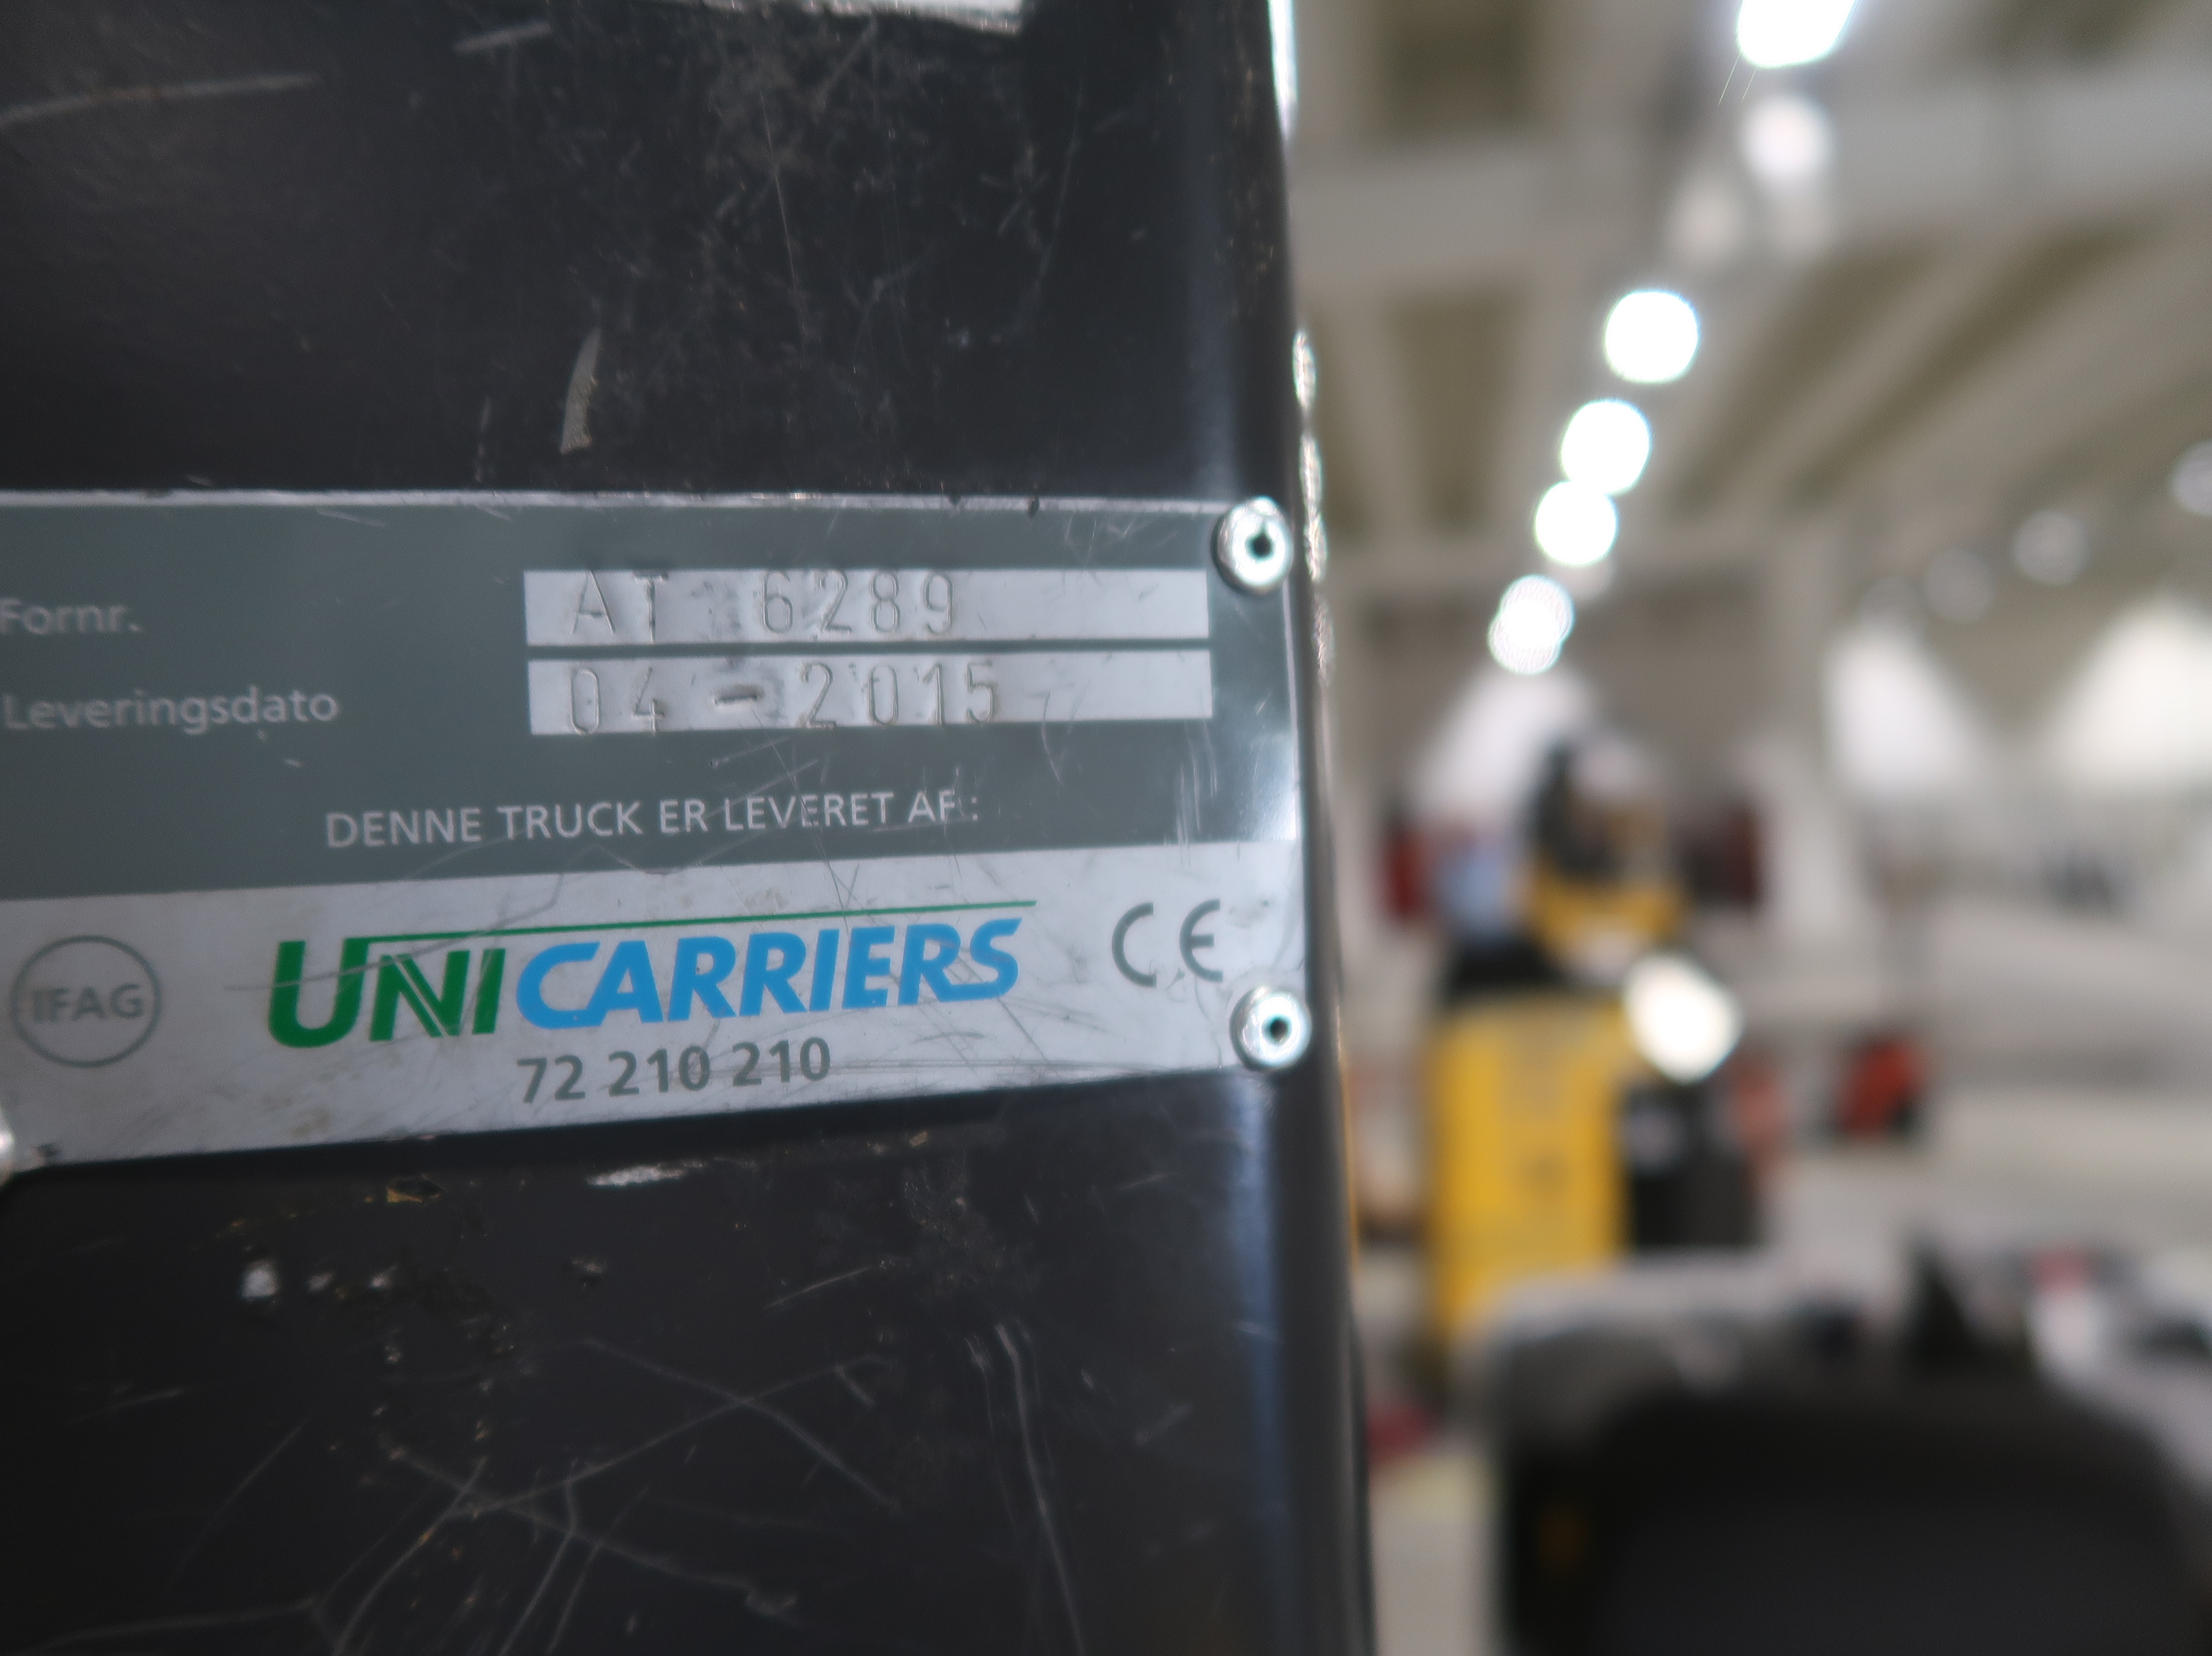 Fornr. AT 6289
Leveringsdato 04-2015
DENNE TRUCK ER LEVERET AF:
IFAG UNICARRIERS CE
72 210 210